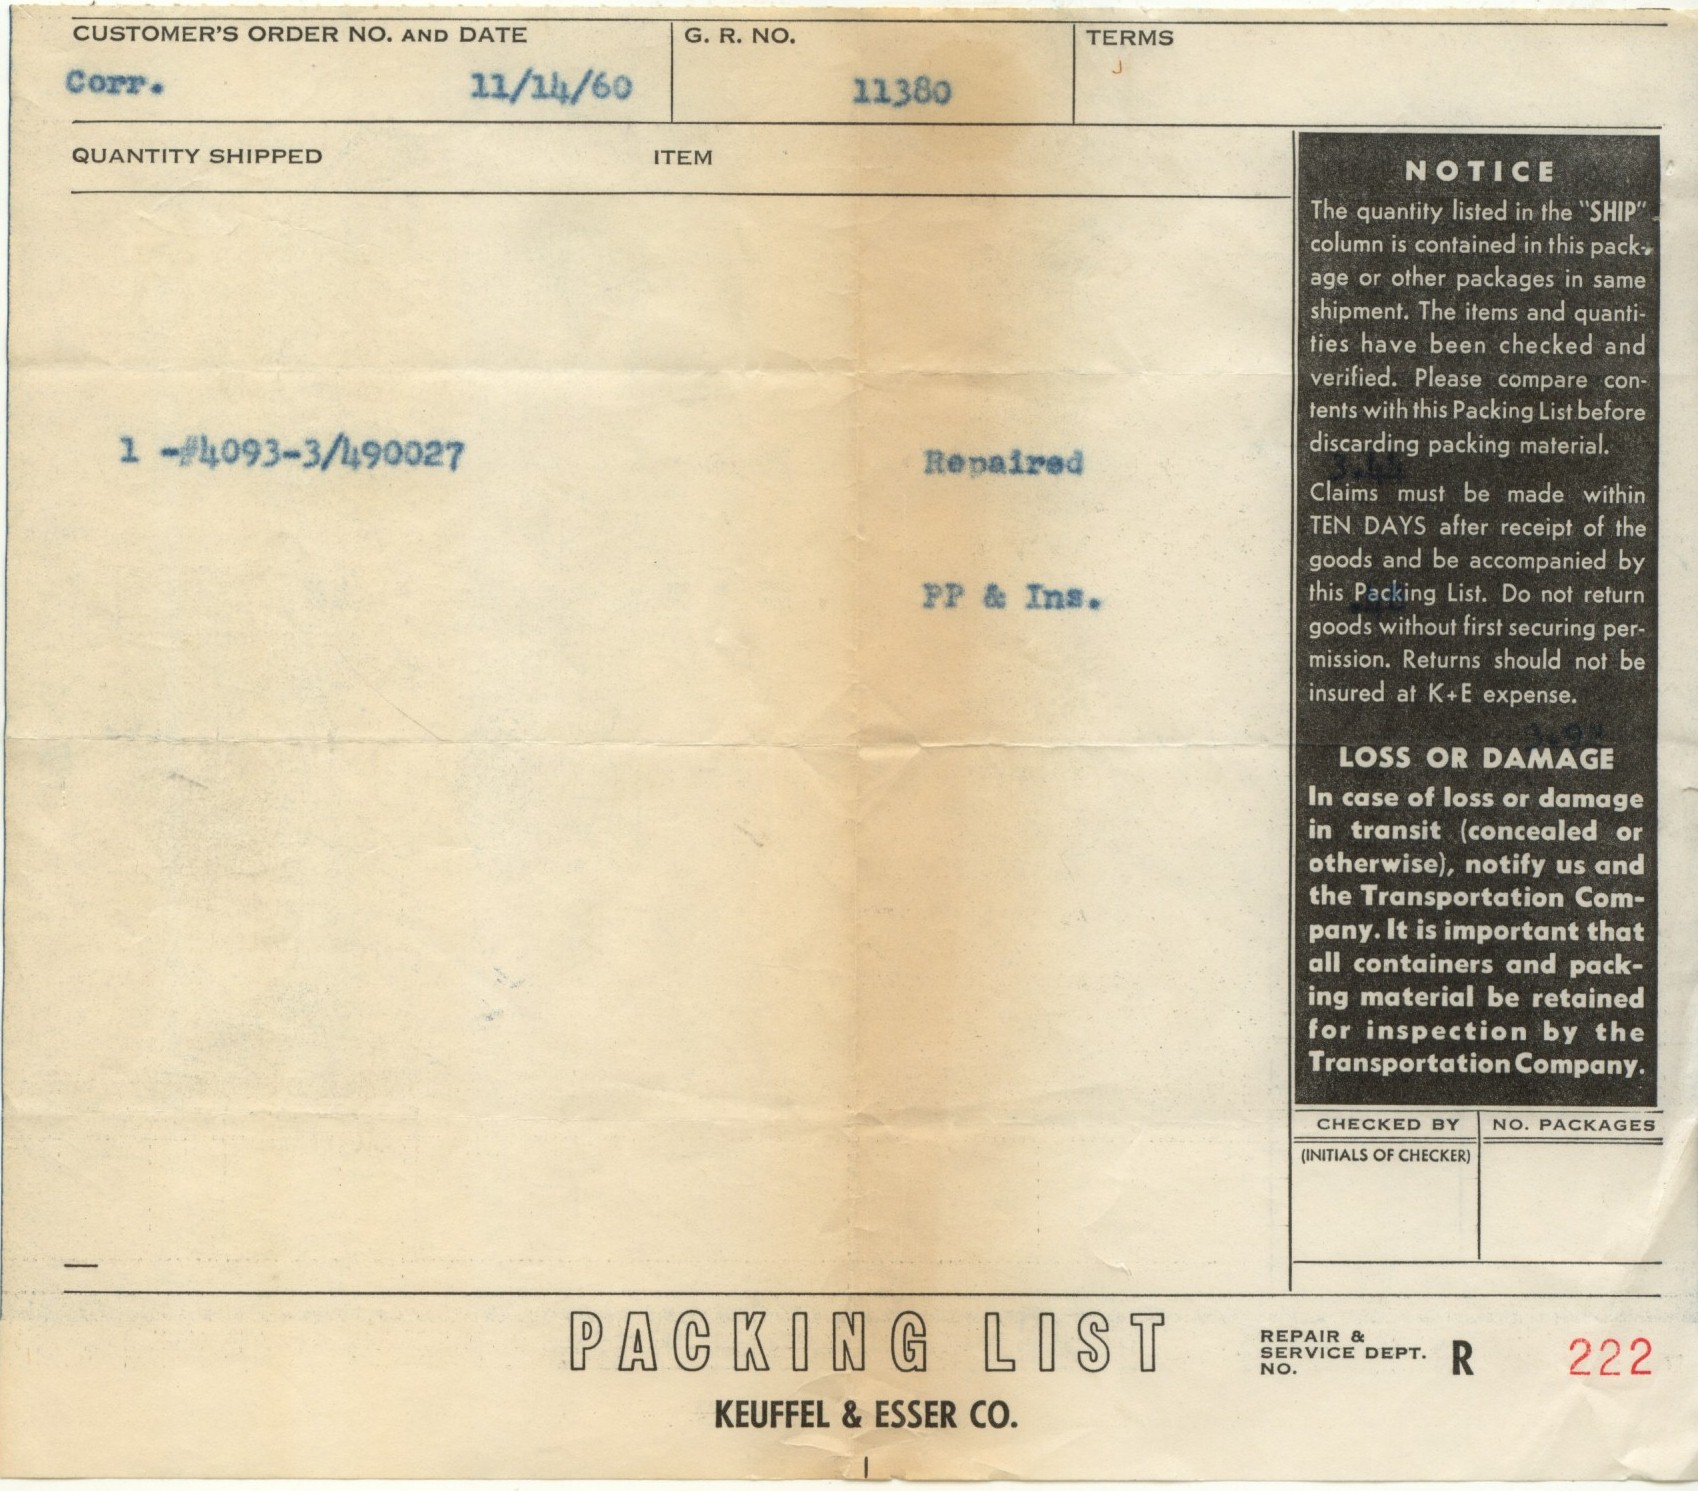 CUSTOMER'S ORDER NO. AND DATE
G. R. NO.
TERMS
Corr. 11/14/60
11380
QUANTITY SHIPPED
ITEM
1 -#4093-3/490027
Repaired
PP & Ins.
NOTICE
The quantity listed in the "SHIP"
column is contained in this pack-
age or other packages in same
shipment. The items and quanti-
ties have been checked and
verified. Please compare con-
tents with this Packing List before
discarding packing material.
3.44
Claims must be made within
TEN DAYS after receipt of the
goods and be accompanied by
this Packing List. Do not return
goods without first securing per-
mission. Returns should not be
insured at K+E expense.
LOSS OR DAMAGE
In case of loss or damage
in transit (concealed or
otherwise), notify us and
the Transportation Com-
pany. It is important that
all containers and pack-
ing material be retained
for inspection by the
Transportation Company.
CHECKED BY
NO. PACKAGES
(INITIALS OF CHECKER)
PACKING LIST
KEUFFEL & ESSER CO.
REPAIR &
SERVICE DEPT.
NO.
R 222